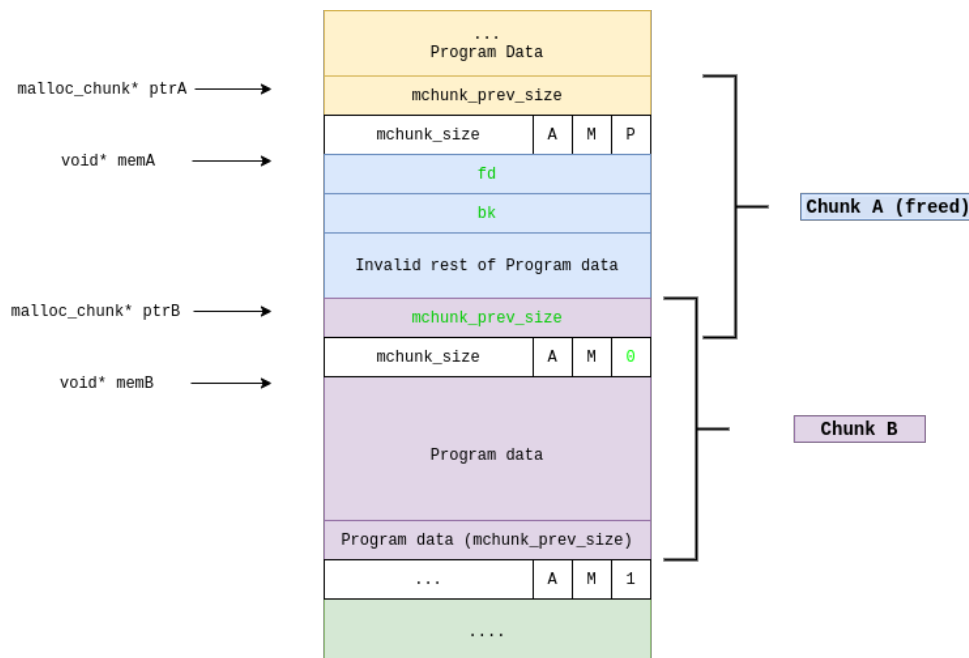 ...
Program Data
malloc_chunk* ptrA
mchunk_prev_size
mchunk_size A M P
void* memA
fd
bk
Chunk A (freed)
Invalid rest of Program data
malloc_chunk* ptrB
mchunk_prev_size
mchunk_size A M 0
void* memB
Chunk B
Program data
Program data (mchunk_prev_size)
... A M 1
....